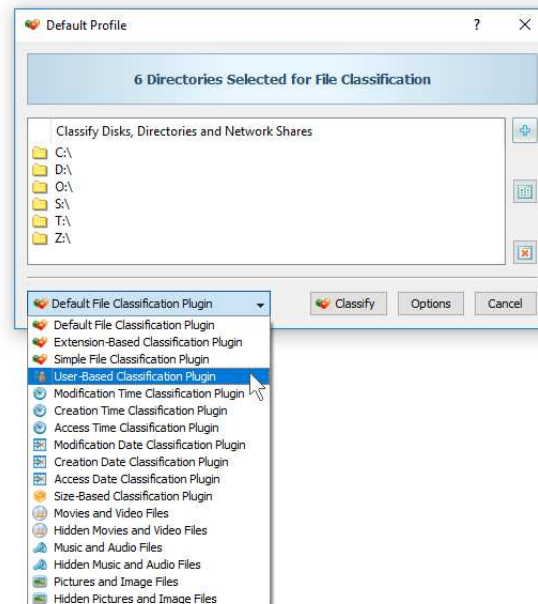 Default Profile ?
6 Directories Selected for File Classification
Classify Disks, Directories and Network Shares
C:\
D:\
O:\
S:\
T:\
Z:\
Default File Classification Plugin Classify Options Cancel
Default File Classification Plugin
Extension-Based Classification Plugin
Simple File Classification Plugin
User-Based Classification Plugin
Modification Time Classification Plugin
Creation Time Classification Plugin
Access Time Classification Plugin
Modification Date Classification Plugin
Creation Date Classification Plugin
Access Date Classification Plugin
Size-Based Classification Plugin
Movies and Video Files
Hidden Movies and Video Files
Music and Audio Files
Hidden Music and Audio Files
Pictures and Image Files
Hidden Pictures and Image Files